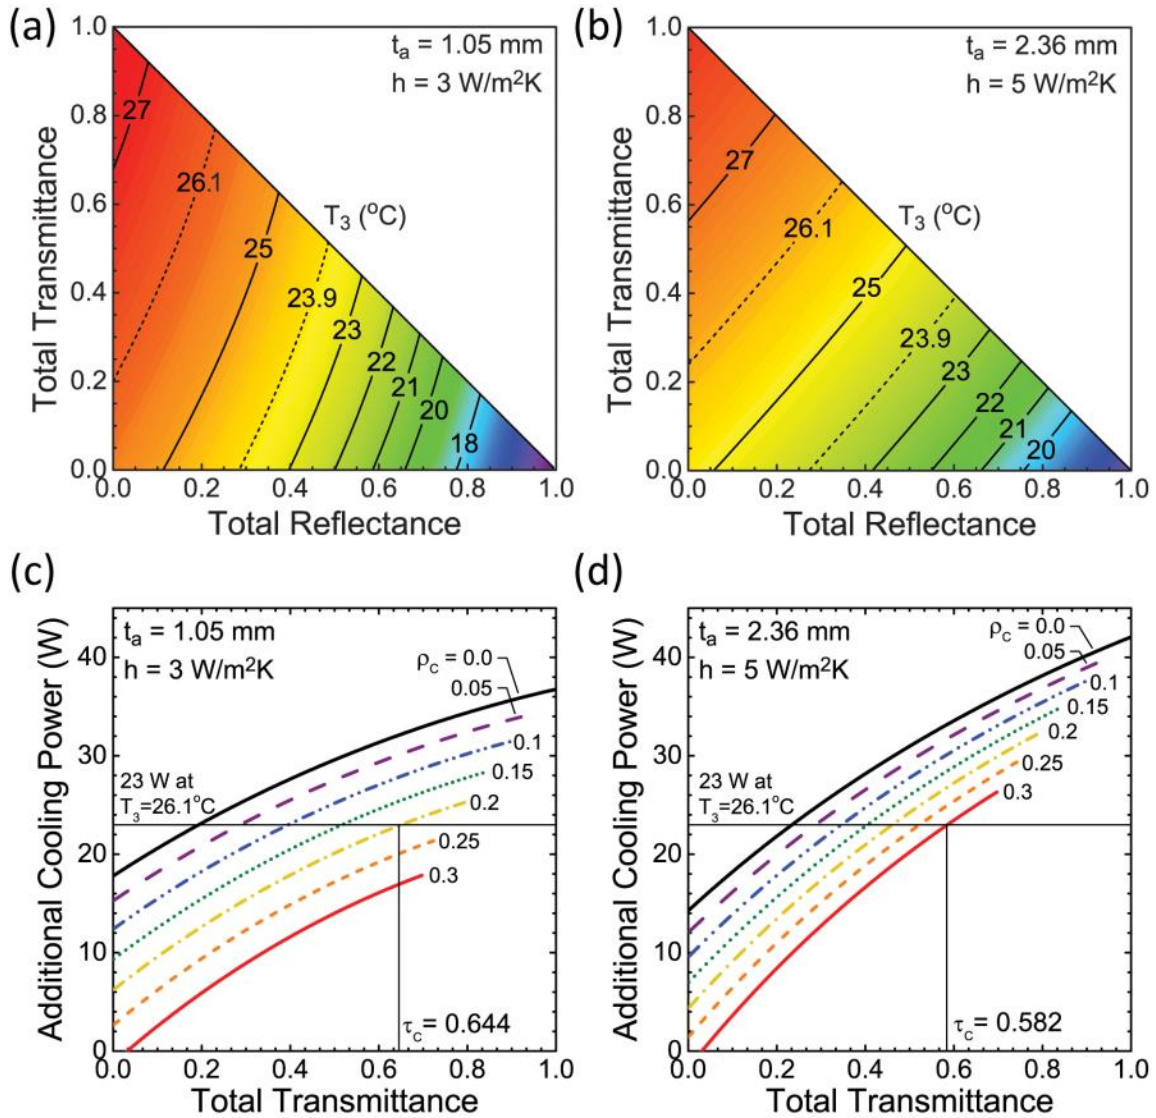 (a)
t_a = 1.05 mm
h = 3 W/m²K
27
26.1
25
23.9
23
22
21
20
18
T₃ (°C)
1.0
0.8
0.6
0.4
0.2
0.0
0.0 0.2 0.4 0.6 0.8 1.0
Total Transmittance
Total Reflectance
(b)
t_a = 2.36 mm
h = 5 W/m²K
27
26.1
25
23.9
23
22
21
20
T₃ (°C)
1.0
0.8
0.6
0.4
0.2
0.0
0.0 0.2 0.4 0.6 0.8 1.0
Total Transmittance
Total Reflectance
(c)
t_a = 1.05 mm
h = 3 W/m²K
ρ_C = 0.0
0.05
0.1
0.15
0.2
0.25
0.3
23 W at
T₃=26.1°C
τ_C= 0.644
40
30
20
10
0
0.0 0.2 0.4 0.6 0.8 1.0
Additional Cooling Power (W)
Total Transmittance
(d)
t_a = 2.36 mm
h = 5 W/m²K
ρ_C = 0.0
0.05
0.1
0.15
0.2
0.25
0.3
23 W at
T₃=26.1°C
τ_C= 0.582
40
30
20
10
0
0.0 0.2 0.4 0.6 0.8 1.0
Additional Cooling Power (W)
Total Transmittance